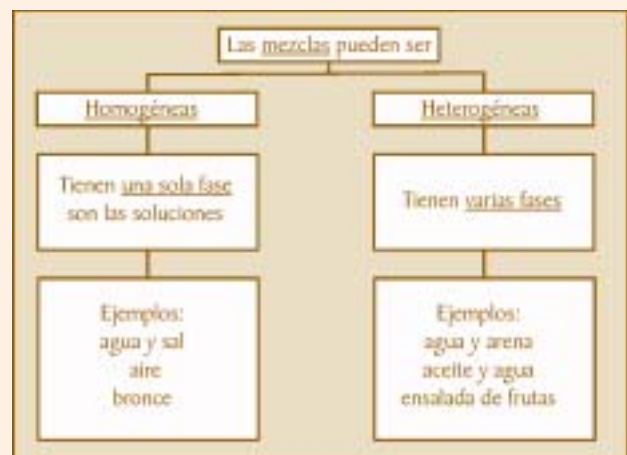 Las mezclas pueden ser
Homogéneas
Heterogéneas
Tienen una sola fase
son las soluciones
Tienen varias fases
Ejemplos:
agua y sal
aire
bronce
Ejemplos:
agua y arena
aceite y agua
ensalada de frutas